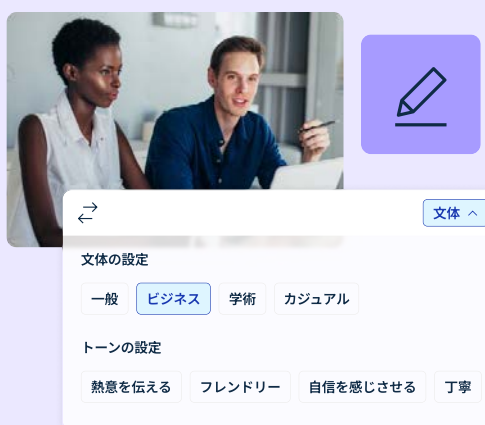 文体
文体の設定
一般 ビジネス 学術 カジュアル
トーンの設定
熱意を伝える フレンドリー 自信を感じさせる 丁寧